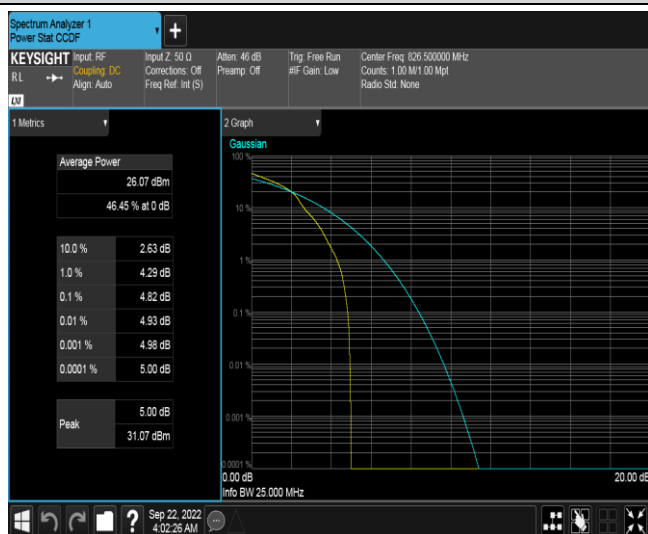 Spectrum Analyzer 1
Power Stat CCDF
+
KEYSIGHT
RL
LXI
Input: RF
Coupling: DC
Align: Auto
Input Z: 50 Ω
Corrections: Off
Freq Ref: Int (S)
Atten: 46 dB
Preamp: Off
Trig: Free Run
#IF Gain: Low
Center Freq: 826.500000 MHz
Counts: 1.00 M/1.00 Mpt
Radio Std: None
1 Metrics
Average Power
26.07 dBm
46.45 % at 0 dB
10.0 % 2.63 dB
1.0 % 4.29 dB
0.1 % 4.82 dB
0.01 % 4.93 dB
0.001 % 4.98 dB
0.0001 % 5.00 dB
Peak
5.00 dB
31.07 dBm
2 Graph
Gaussian
100 %
10 %
1 %
0.1 %
0.01 %
0.001 %
0.0001 %
0.00 dB 20.00 dB
Info BW 25.000 MHz
?
Sep 22, 2022
4:02:26 AM